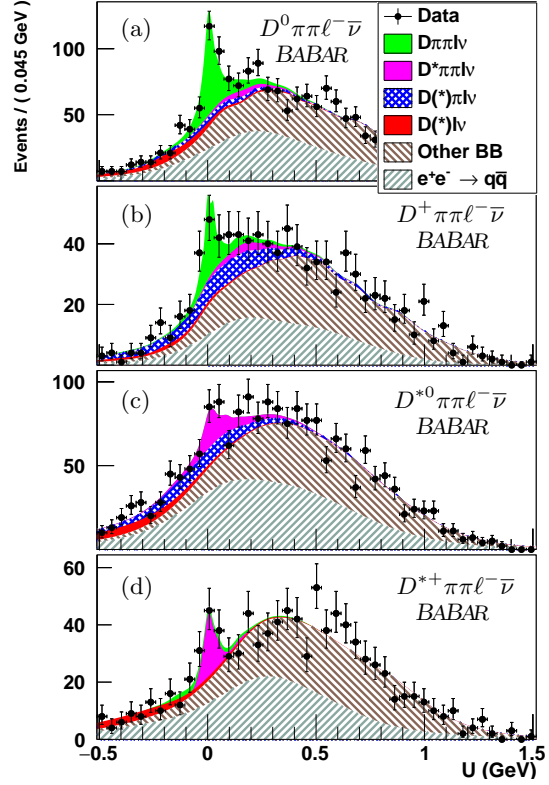 Events / ( 0.045 GeV )
100
50
(a)
D⁰ππℓ⁻ν̄
BABAR
Data
Dππlν
D*ππlν
D(*)πlν
D(*)lν
Other BB
e⁺e⁻ → qq̄
40
20
(b)
D⁺ππℓ⁻ν̄
BABAR
100
50
(c)
D*⁰ππℓ⁻ν̄
BABAR
60
40
20
0
(d)
D*⁺ππℓ⁻ν̄
BABAR
−0.5 0 0.5 1 1.5
U (GeV)